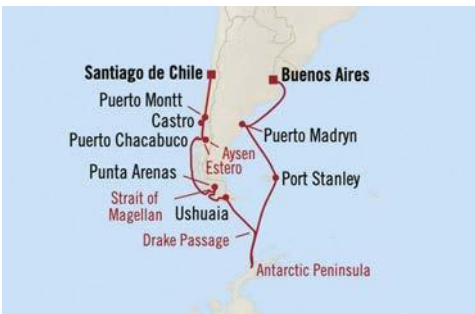 Santiago de Chile
Buenos Aires
Puerto Montt
Castro
Puerto Madryn
Puerto Chacabuco
Aysen
Estero
Punta Arenas
Port Stanley
Strait of
Magellan
Ushuaia
Drake Passage
Antarctic Peninsula